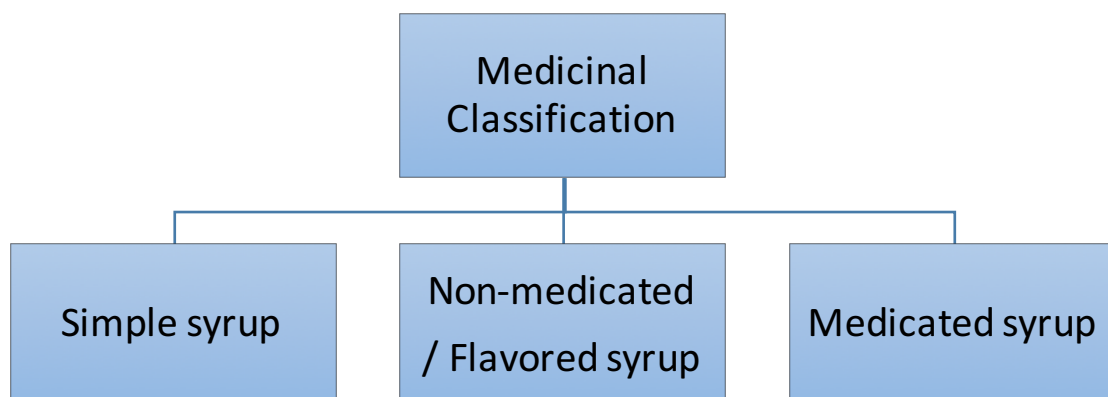 Medicinal
Classification
Simple syrup
Non-medicated
/ Flavored syrup
Medicated syrup